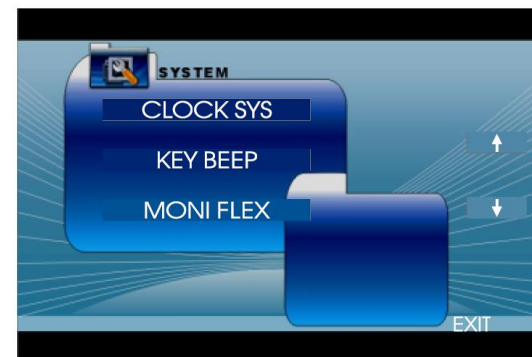 SYSTEM
CLOCK SYS
KEY BEEP
MONI FLEX
EXIT